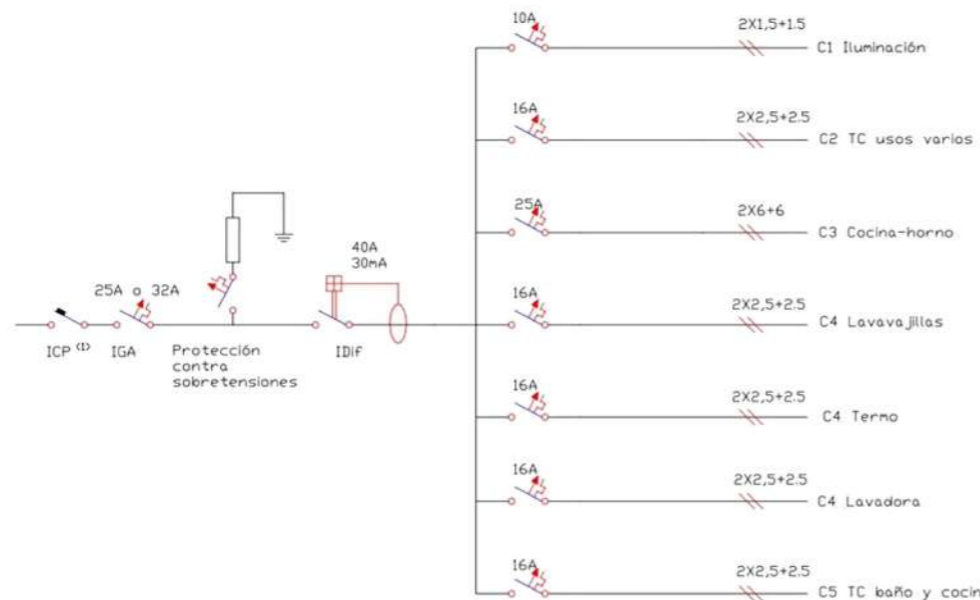 10A
2X1,5+1.5
C1 Iluminación
16A
2X2,5+2.5
C2 TC usos varios
25A
2X6+6
C3 Cocina-horno
40A
30mA
25A o 32A
ICP (1)
IGA
Protección
contra
sobretensiones
IDif
16A
2X2,5+2.5
C4 Lavavajillas
16A
2X2,5+2.5
C4 Termo
16A
2X2,5+2.5
C4 Lavadora
16A
2X2,5+2.5
C5 TC baño y cocin